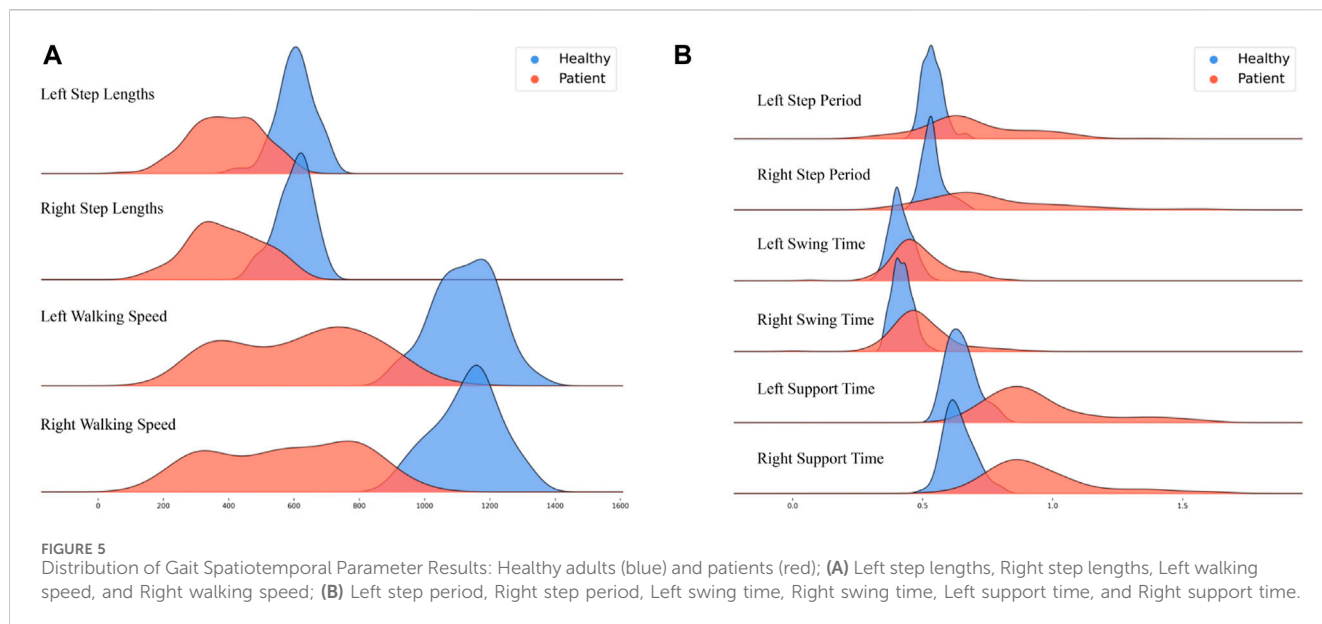 A
Healthy
Patient
Left Step Lengths
Right Step Lengths
Left Walking Speed
Right Walking Speed
0 200 400 600 800 1000 1200 1400 1600
B
Healthy
Patient
Left Step Period
Right Step Period
Left Swing Time
Right Swing Time
Left Support Time
Right Support Time
0.0 0.5 1.0 1.5
FIGURE 5
Distribution of Gait Spatiotemporal Parameter Results: Healthy adults (blue) and patients (red); (A) Left step lengths, Right step lengths, Left walking
speed, and Right walking speed; (B) Left step period, Right step period, Left swing time, Right swing time, Left support time, and Right support time.